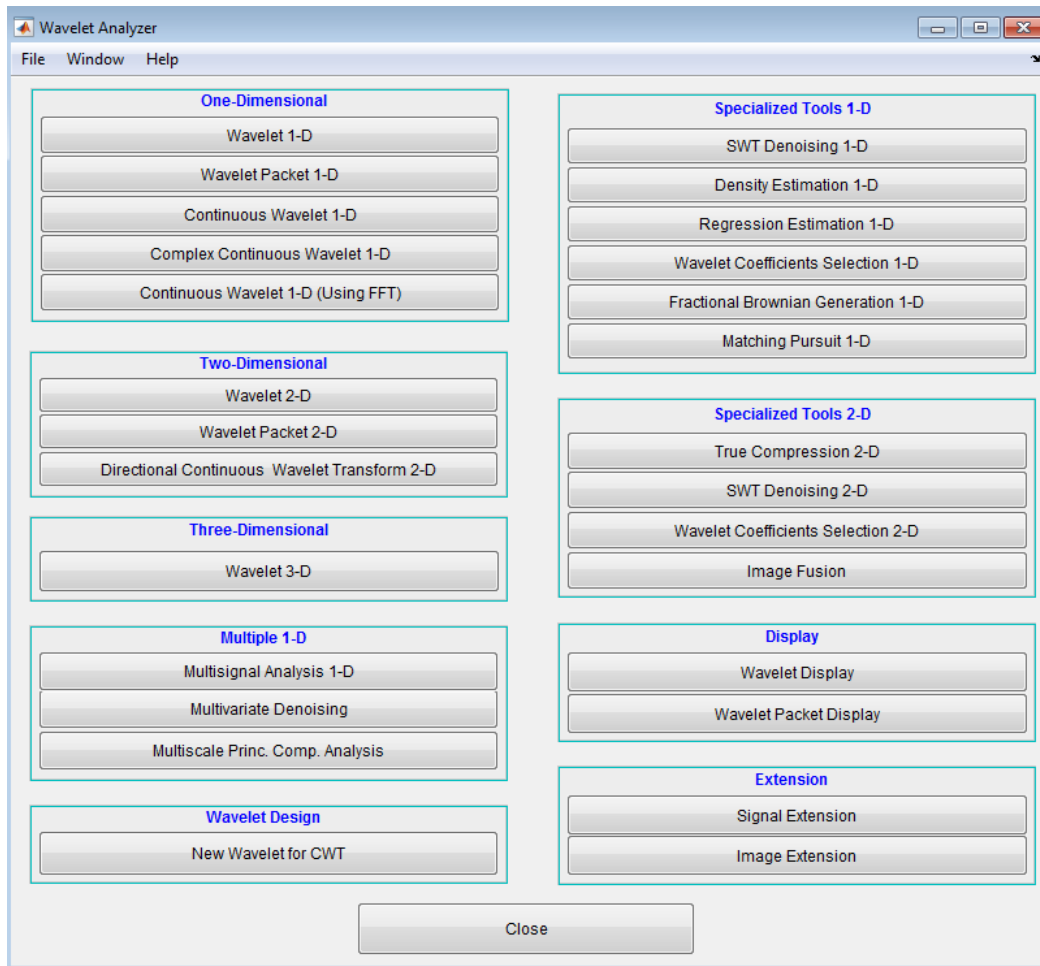 Wavelet Analyzer
File Window Help
One-Dimensional
Wavelet 1-D
Wavelet Packet 1-D
Continuous Wavelet 1-D
Complex Continuous Wavelet 1-D
Continuous Wavelet 1-D (Using FFT)
Two-Dimensional
Wavelet 2-D
Wavelet Packet 2-D
Directional Continuous  Wavelet Transform 2-D
Three-Dimensional
Wavelet 3-D
Multiple 1-D
Multisignal Analysis 1-D
Multivariate Denoising
Multiscale Princ. Comp. Analysis
Wavelet Design
New Wavelet for CWT
Specialized Tools 1-D
SWT Denoising 1-D
Density Estimation 1-D
Regression Estimation 1-D
Wavelet Coefficients Selection 1-D
Fractional Brownian Generation 1-D
Matching Pursuit 1-D
Specialized Tools 2-D
True Compression 2-D
SWT Denoising 2-D
Wavelet Coefficients Selection 2-D
Image Fusion
Display
Wavelet Display
Wavelet Packet Display
Extension
Signal Extension
Image Extension
Close